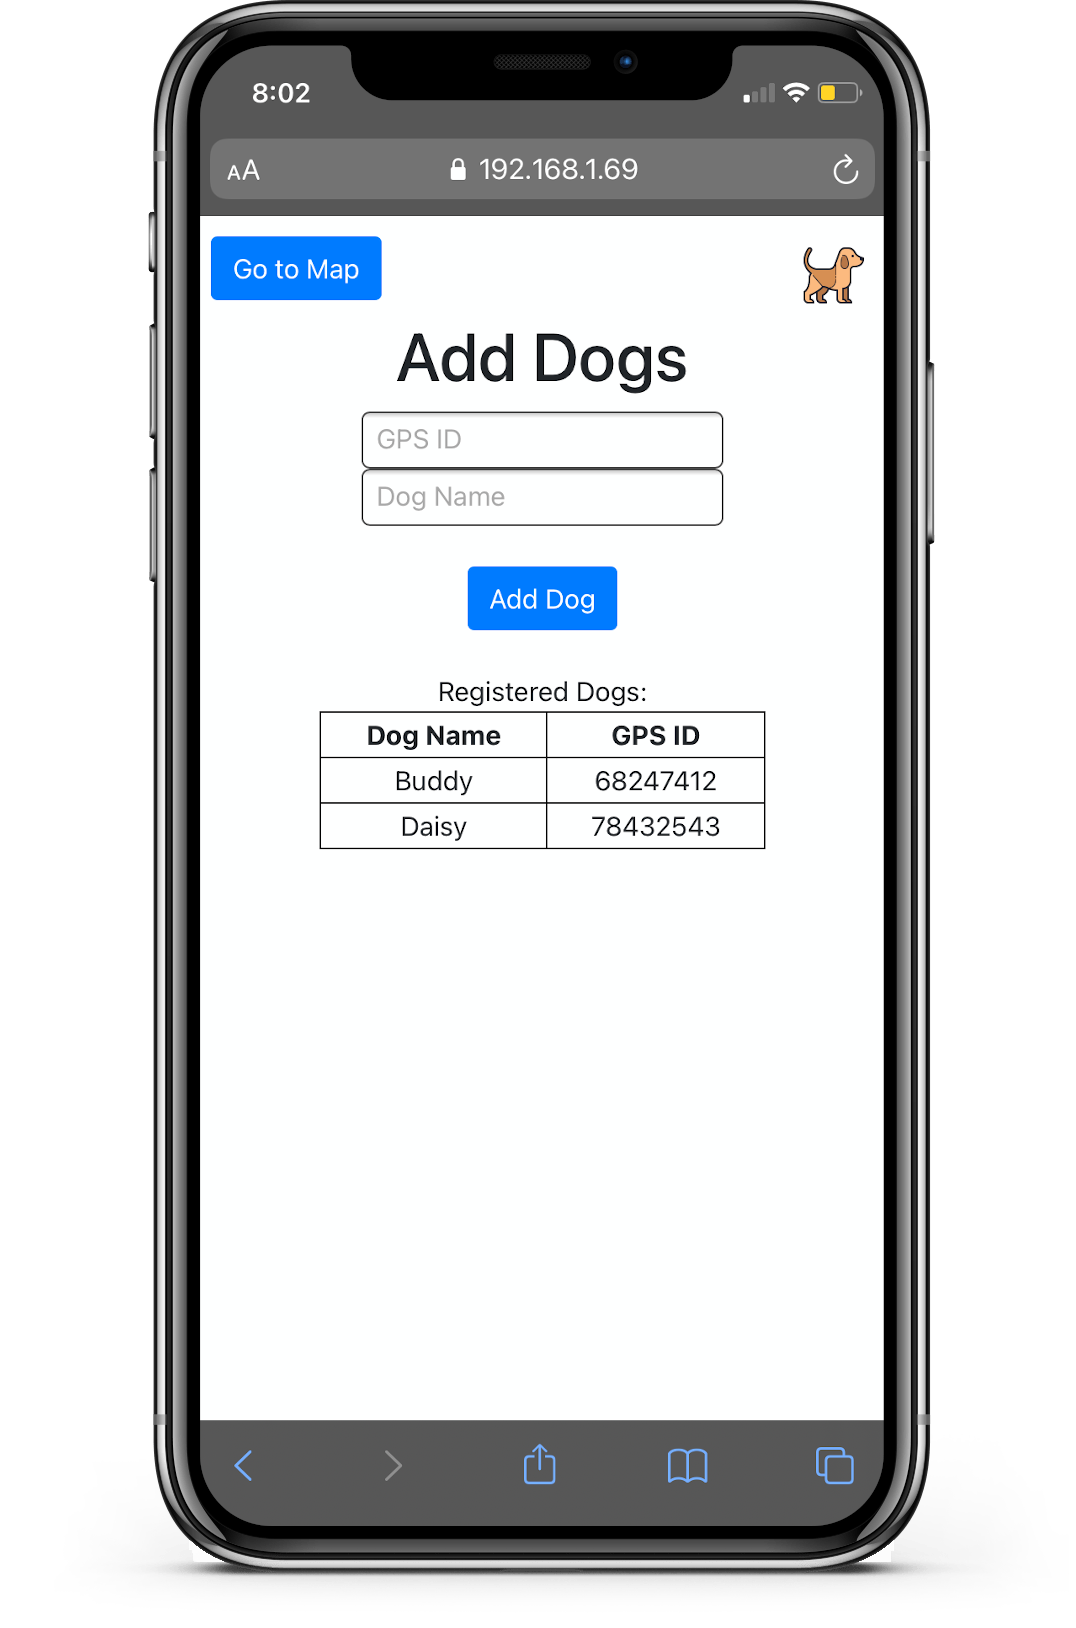 8:02
AA 192.168.1.69
Go to Map
Add Dogs
GPS ID
Dog Name
Add Dog
Registered Dogs:
Dog Name GPS ID
Buddy 68247412
Daisy 78432543